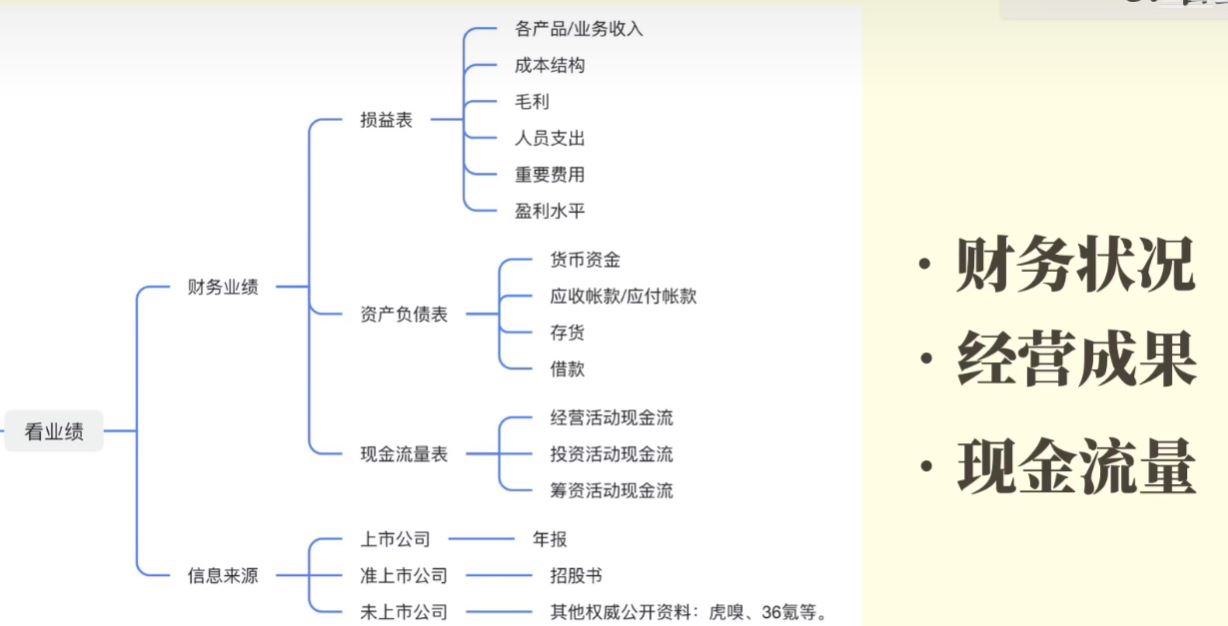 看业绩
财务业绩
损益表
各产品/业务收入
成本结构
毛利
人员支出
重要费用
盈利水平
资产负债表
货币资金
应收帐款/应付帐款
存货
借款
现金流量表
经营活动现金流
投资活动现金流
筹资活动现金流
信息来源
上市公司
年报
准上市公司
招股书
未上市公司
其他权威公开资料：虎嗅、36氪等。
·财务状况
·经营成果
·现金流量